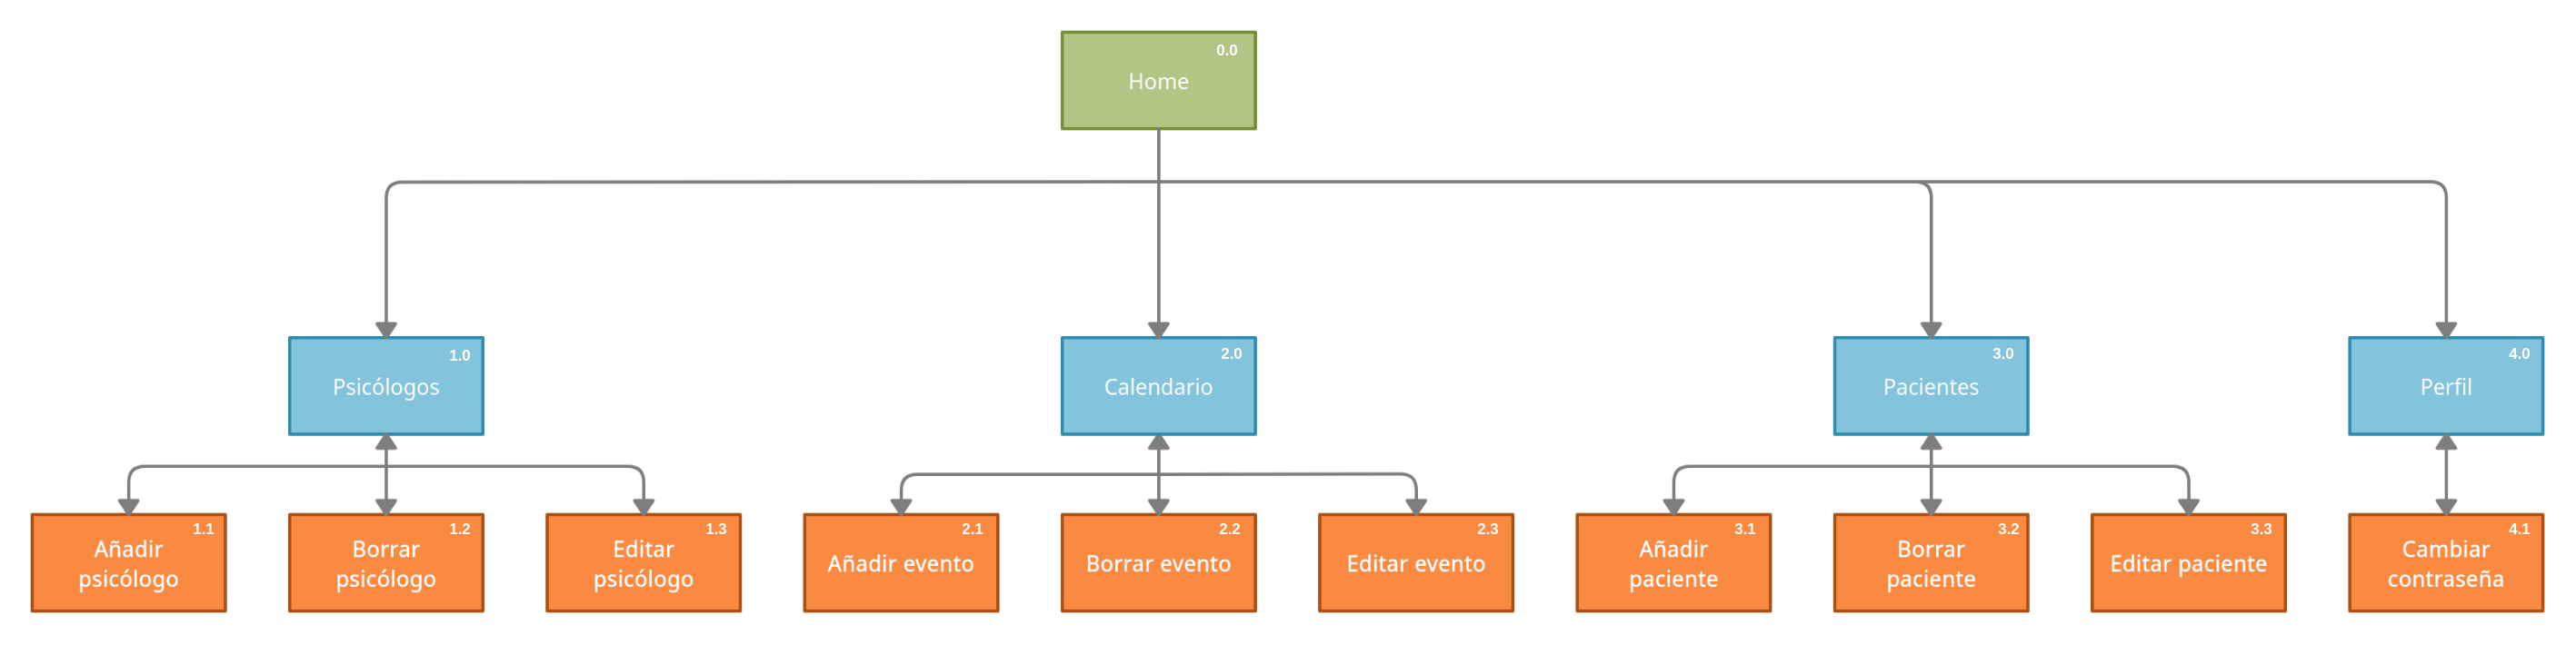 0.0
Home
1.0
Psicólogos
2.0
Calendario
3.0
Pacientes
4.0
Perfil
1.1
Añadir
psicólogo
1.2
Borrar
psicólogo
1.3
Editar
psicólogo
2.1
Añadir evento
2.2
Borrar evento
2.3
Editar evento
3.1
Añadir
paciente
3.2
Borrar
paciente
3.3
Editar paciente
4.1
Cambiar
contraseña